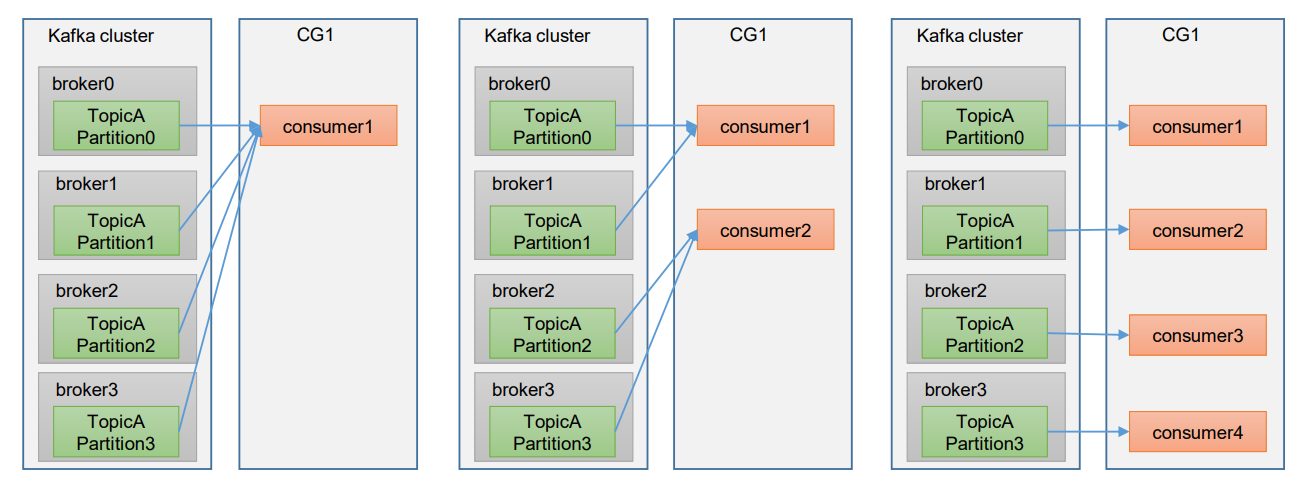 Kafka cluster
CG1
broker0
TopicA
Partition0
consumer1
broker1
TopicA
Partition1
broker2
TopicA
Partition2
broker3
TopicA
Partition3
Kafka cluster
CG1
broker0
TopicA
Partition0
consumer1
broker1
TopicA
Partition1
consumer2
broker2
TopicA
Partition2
broker3
TopicA
Partition3
Kafka cluster
CG1
broker0
TopicA
Partition0
consumer1
broker1
TopicA
Partition1
consumer2
broker2
TopicA
Partition2
consumer3
broker3
TopicA
Partition3
consumer4